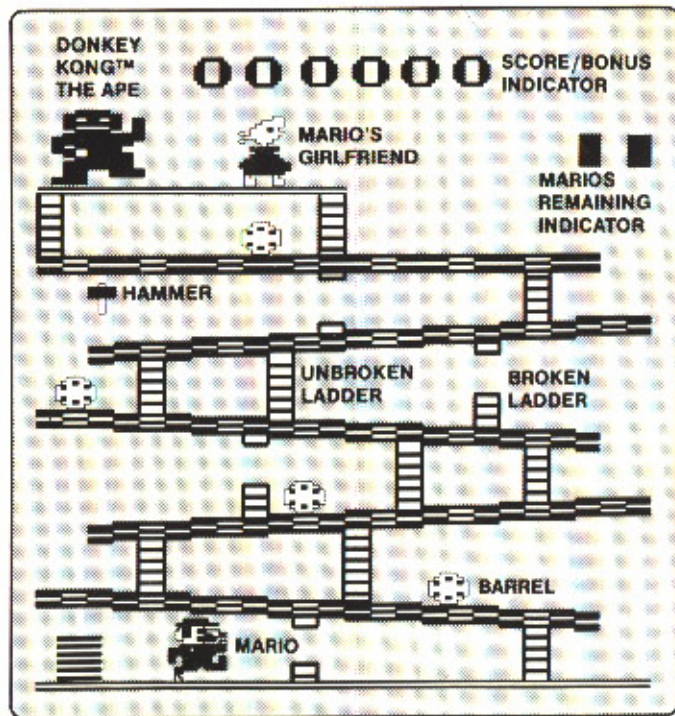 DONKEY
KONG™
THE APE
SCORE/BONUS
INDICATOR
MARIO'S
GIRLFRIEND
MARIOS
REMAINING
INDICATOR
HAMMER
UNBROKEN
LADDER
BROKEN
LADDER
BARREL
MARIO